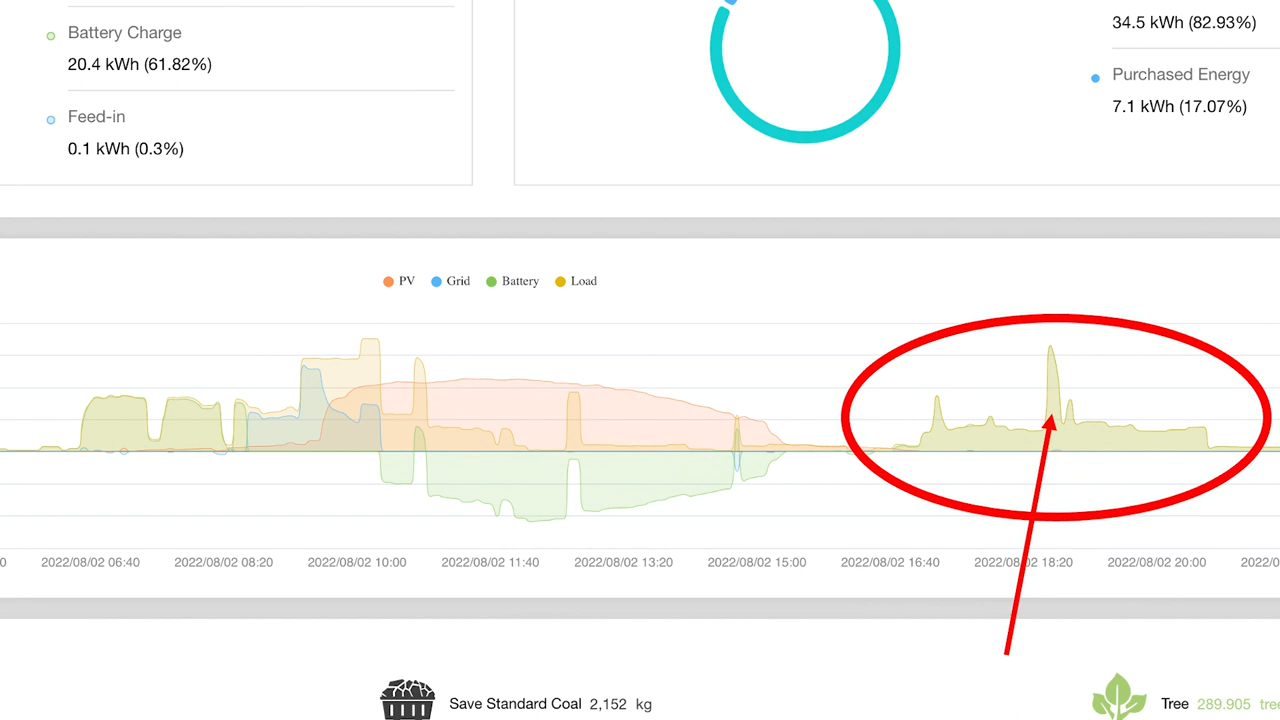 Battery Charge
20.4 kWh (61.82%)
Feed-in
0.1 kWh (0.3%)
34.5 kWh (82.93%)
Purchased Energy
7.1 kWh (17.07%)
PV Grid Battery Load
0 2022/08/02 06:40 2022/08/02 08:20 2022/08/02 10:00 2022/08/02 11:40 2022/08/02 13:20 2022/08/02 15:00 2022/08/02 16:40 2022/08/02 18:20 2022/08/02 20:00 2022/0
Save Standard Coal 2,152 kg
Tree 289.905 tree